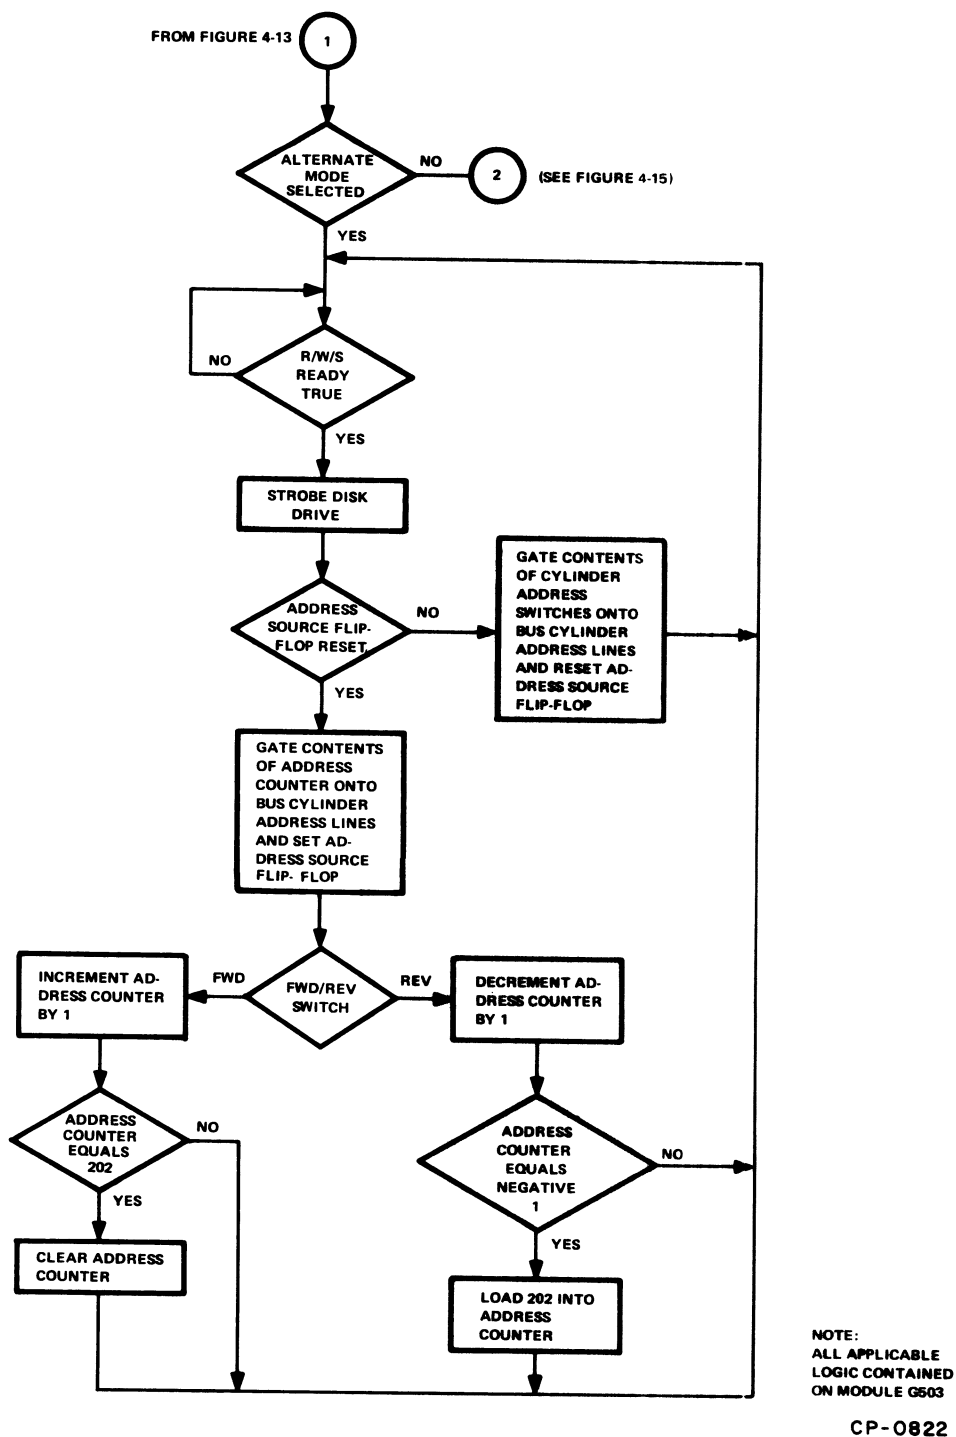 FROM FIGURE 4-13
1
ALTERNATE
MODE
SELECTED
NO
2
(SEE FIGURE 4-15)
YES
R/W/S
READY
TRUE
NO
YES
STROBE DISK
DRIVE
ADDRESS
SOURCE FLIP-
FLOP RESET
NO
GATE CONTENTS
OF CYLINDER
ADDRESS
SWITCHES ONTO
BUS CYLINDER
ADDRESS LINES
AND RESET AD-
DRESS SOURCE
FLIP-FLOP
YES
GATE CONTENTS
OF ADDRESS
COUNTER ONTO
BUS CYLINDER
ADDRESS LINES
AND SET AD-
DRESS SOURCE
FLIP- FLOP
FWD/REV
SWITCH
FWD
REV
INCREMENT AD-
DRESS COUNTER
BY 1
DECREMENT AD-
DRESS COUNTER
BY 1
ADDRESS
COUNTER
EQUALS
202
NO
YES
ADDRESS
COUNTER
EQUALS
NEGATIVE
1
NO
YES
CLEAR ADDRESS
COUNTER
LOAD 202 INTO
ADDRESS
COUNTER
NOTE:
ALL APPLICABLE
LOGIC CONTAINED
ON MODULE G503
CP-0822